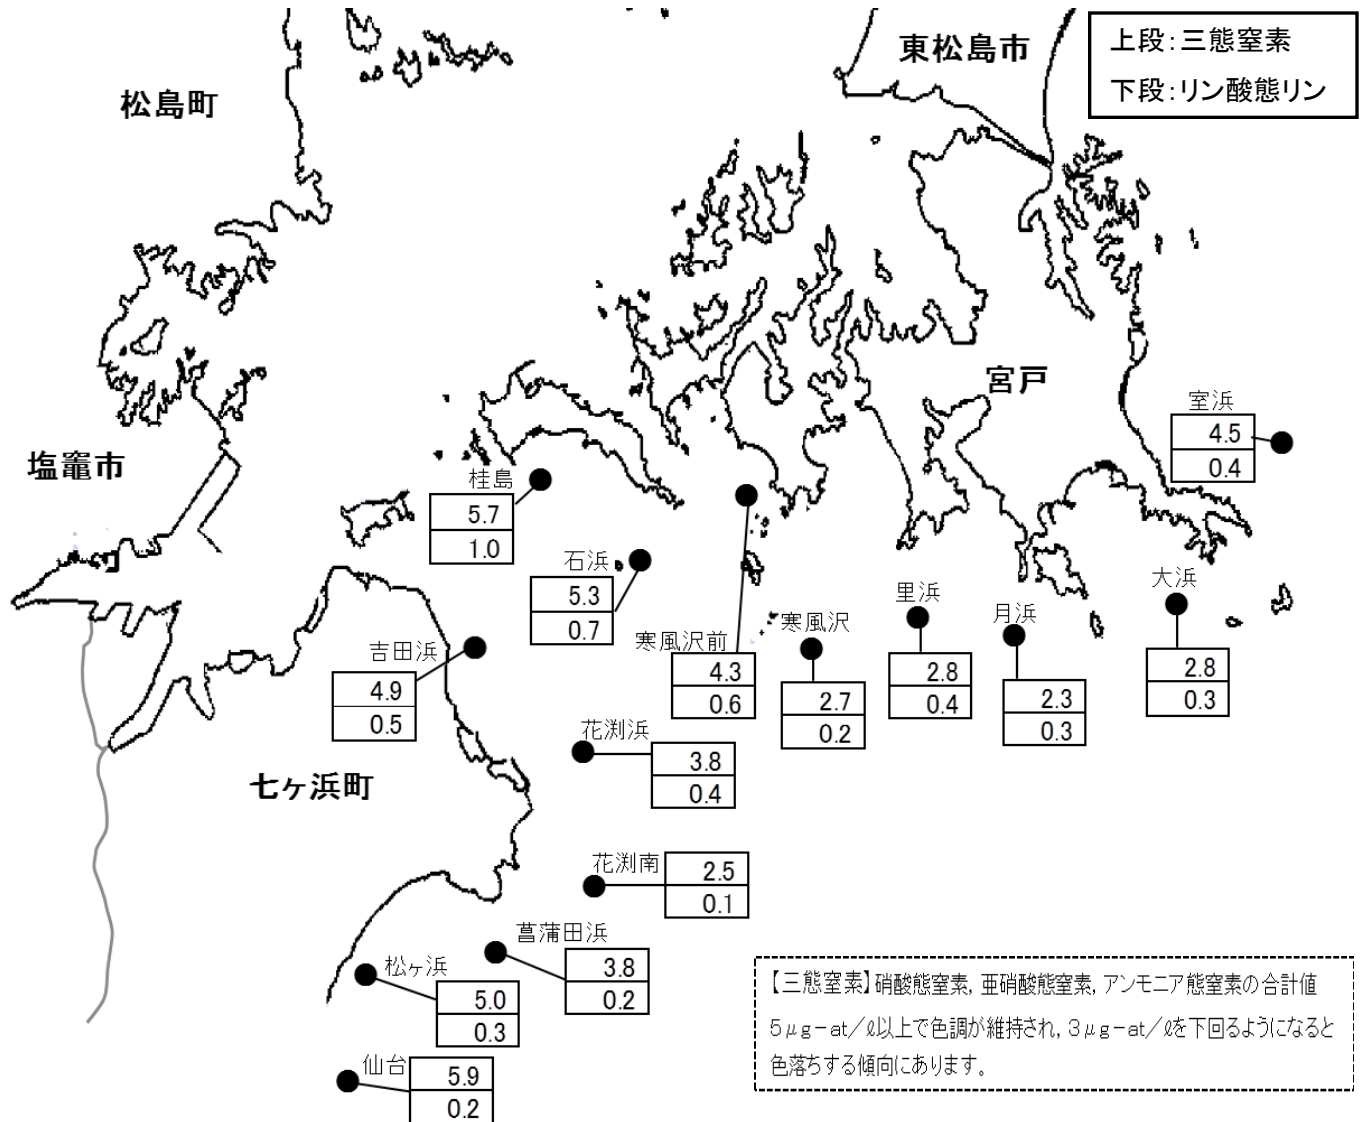 東松島市
上段：三態窒素
下段：リン酸態リン
松島町
宮戸
室浜
4.5
0.4
塩竈市
桂島
5.7
1.0
石浜
5.3
0.7
大浜
2.8
0.3
里浜
2.8
0.4
月浜
2.3
0.3
寒風沢
2.7
0.2
寒風沢前
4.3
0.6
吉田浜
4.9
0.5
花渕浜
3.8
0.4
七ヶ浜町
花渕南
2.5
0.1
菖蒲田浜
3.8
0.2
松ヶ浜
5.0
0.3
仙台
5.9
0.2
【三態窒素】硝酸態窒素，亜硝酸態窒素，アンモニア態窒素の合計値
5μg－at／ℓ以上で色調が維持され，3μg－at／ℓを下回るようになると
色落ちする傾向にあります。